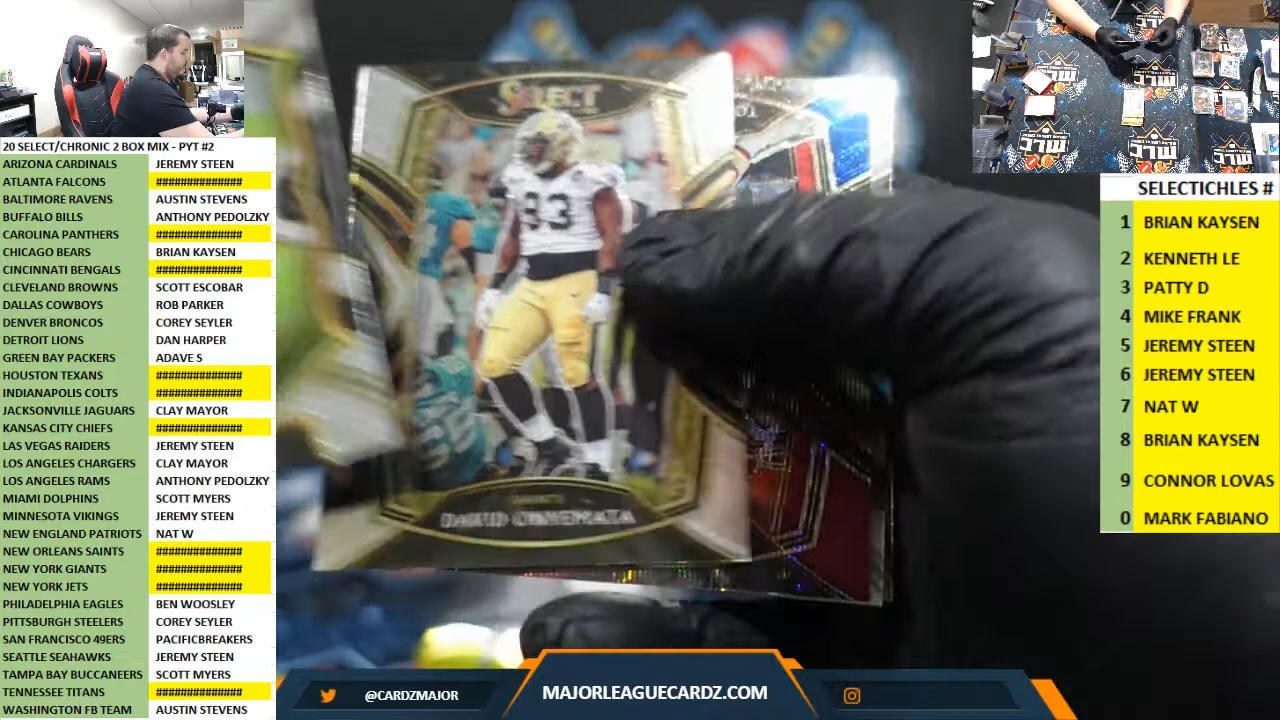 20 SELECT/CHRONIC 2 BOX MIX - PYT #2
ARIZONA CARDINALS JEREMY STEEN
ATLANTA FALCONS ##############
BALTIMORE RAVENS AUSTIN STEVENS
BUFFALO BILLS ANTHONY PEDOLZKY
CAROLINA PANTHERS ##############
CHICAGO BEARS BRIAN KAYSEN
CINCINNATI BENGALS ##############
CLEVELAND BROWNS SCOTT ESCOBAR
DALLAS COWBOYS ROB PARKER
DENVER BRONCOS COREY SEYLER
DETROIT LIONS DAN HARPER
GREEN BAY PACKERS ADAVE S
HOUSTON TEXANS ##############
INDIANAPOLIS COLTS ##############
JACKSONVILLE JAGUARS CLAY MAYOR
KANSAS CITY CHIEFS ##############
LAS VEGAS RAIDERS JEREMY STEEN
LOS ANGELES CHARGERS CLAY MAYOR
LOS ANGELES RAMS ANTHONY PEDOLZKY
MIAMI DOLPHINS SCOTT MYERS
MINNESOTA VIKINGS JEREMY STEEN
NEW ENGLAND PATRIOTS NAT W
NEW ORLEANS SAINTS ##############
NEW YORK GIANTS ##############
NEW YORK JETS ##############
PHILADELPHIA EAGLES BEN WOOSLEY
PITTSBURGH STEELERS COREY SEYLER
SAN FRANCISCO 49ERS PACIFICBREAKERS
SEATTLE SEAHAWKS JEREMY STEEN
TAMPA BAY BUCCANEERS SCOTT MYERS
TENNESSEE TITANS ##############
WASHINGTON FB TEAM AUSTIN STEVENS
SELECT
93
DAVID ONYEMATA
MLC
MLC
MLC
MLC
SELECTICHLES #
1 BRIAN KAYSEN
2 KENNETH LE
3 PATTY D
4 MIKE FRANK
5 JEREMY STEEN
6 JEREMY STEEN
7 NAT W
8 BRIAN KAYSEN
9 CONNOR LOVAS
0 MARK FABIANO
@CARDZMAJOR
MAJORLEAGUECARDZ.COM